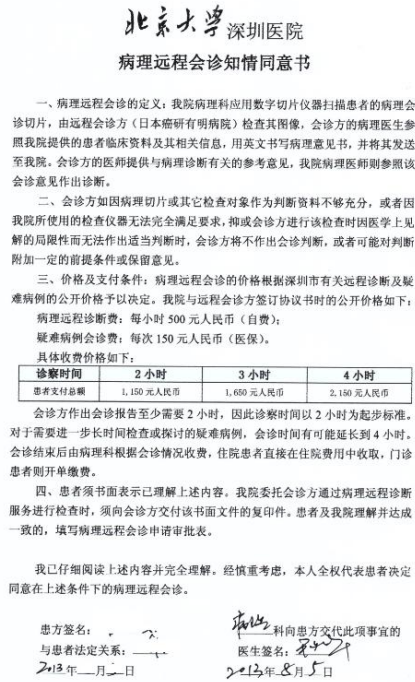 北京大学深圳医院
病理远程会诊知情同意书
一、病理远程会诊的定义：我院病理科应用数字切片仪器扫描患者的病理会
诊切片，由远程会诊方（日本癌研有明病院）检查其图像，会诊方的病理医生参
照我院提供的患者临床资料及其相关信息，用英文书写病理意见书，并将其发送
至我院。会诊方的医师提供与病理诊断有关的参考意见，我院病理医师则参照该
会诊意见作出诊断。
二、会诊方如因病理切片或其它检查对象作为判断资料不够充分，或者因
我院所使用的检查仪器无法完全满足要求，抑或会诊方进行该检查时因医学上见
解的局限性而无法作出适当判断时，会诊方将不作出会诊判断，或者可能对判断
附加一定的前提条件或保留意见。
三、价格及支付条件：病理远程会诊的价格根据深圳市有关远程诊断及疑
难病例的公开价格予以决定。我院与远程会诊方签订协议书时的公开价格如下：
病理远程诊断费：每小时 500 元人民币（自费）；
疑难病例会诊费：每次 150 元人民币（医保）。
具体收费价格如下：
诊察时间 2 小时 3 小时 4 小时
患者支付总额 1,150 元人民币 1,650 元人民币 2,150 元人民币
会诊方作出会诊报告至少需要 2 小时，因此诊察时间以 2 小时为起步标准。
对于需要进一步长时间检查或探讨的疑难病例，会诊时间有可能延长到 4 小时。
会诊结束后由病理科根据会诊情况收费，住院患者直接在住院费用中收取，门诊
患者则开单缴费。
四、患者须书面表示已理解上述内容。我院委托会诊方通过病理远程诊断
服务进行检查时，须向会诊方交付该书面文件的复印件。患者及我院理解并达成
一致的，填写病理远程会诊申请审批表。
我已仔细阅读上述内容并完全理解。经慎重考虑，本人全权代表患者决定
同意在上述条件下的病理远程会诊。
患方签名：
病理科向患方交代此项事宜的
与患者法定关系：
医生签名：
2013年 月 日
2013年8月5日